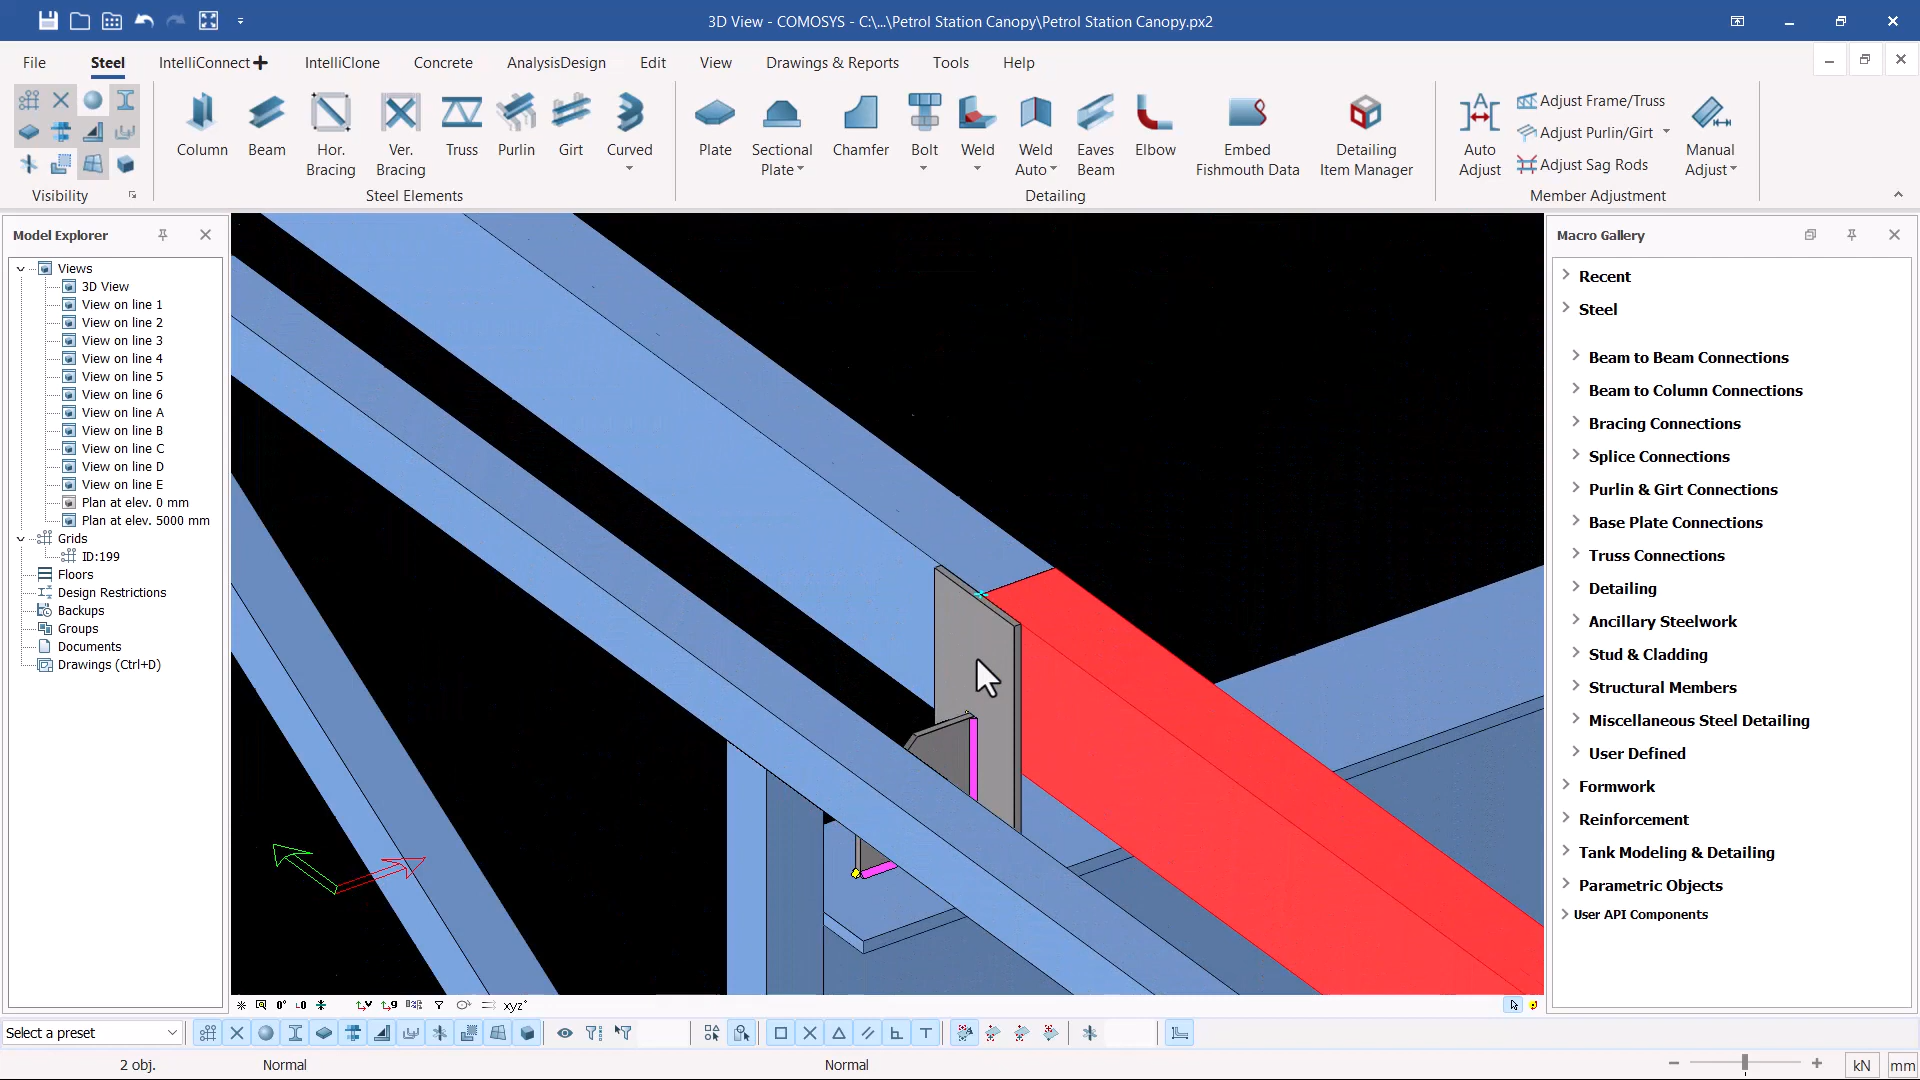 3D View - COMOSYS - C:\...\Petrol Station Canopy\Petrol Station Canopy.px2
File Steel IntelliConnect IntelliClone Concrete AnalysisDesign Edit View Drawings & Reports Tools Help
Column Beam Hor. Bracing Ver. Bracing Truss Purlin Girt Curved
Plate Sectional Plate Chamfer Bolt Weld Weld Auto Eaves Beam Elbow Embed Fishmouth Data Detailing Item Manager
Auto Adjust
Adjust Frame/Truss
Adjust Purlin/Girt
Adjust Sag Rods
Manual Adjust
Visibility Steel Elements Detailing Member Adjustment
Model Explorer
Views
3D View
View on line 1
View on line 2
View on line 3
View on line 4
View on line 5
View on line 6
View on line A
View on line B
View on line C
View on line D
View on line E
Plan at elev. 0 mm
Plan at elev. 5000 mm
Grids
ID:199
Floors
Design Restrictions
Backups
Groups
Documents
Drawings (Ctrl+D)
Macro Gallery
Recent
Steel
Beam to Beam Connections
Beam to Column Connections
Bracing Connections
Splice Connections
Purlin & Girt Connections
Base Plate Connections
Truss Connections
Detailing
Ancillary Steelwork
Stud & Cladding
Structural Members
Miscellaneous Steel Detailing
User Defined
Formwork
Reinforcement
Tank Modeling & Detailing
Parametric Objects
User API Components
xyz
Select a preset
2 obj. Normal Normal kN mm